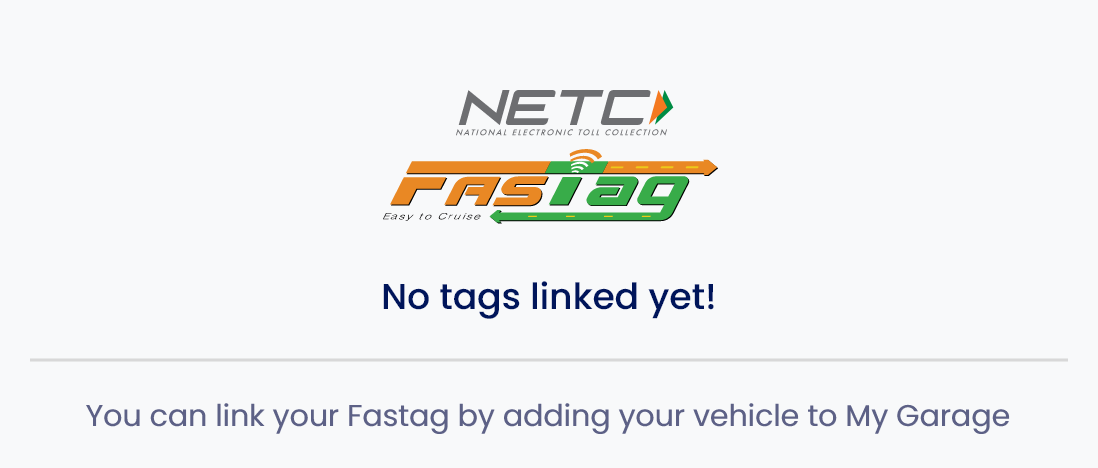 NETC
NATIONAL ELECTRONIC TOLL COLLECTION
FASTag
Easy to Cruise
No tags linked yet!
You can link your Fastag by adding your vehicle to My Garage